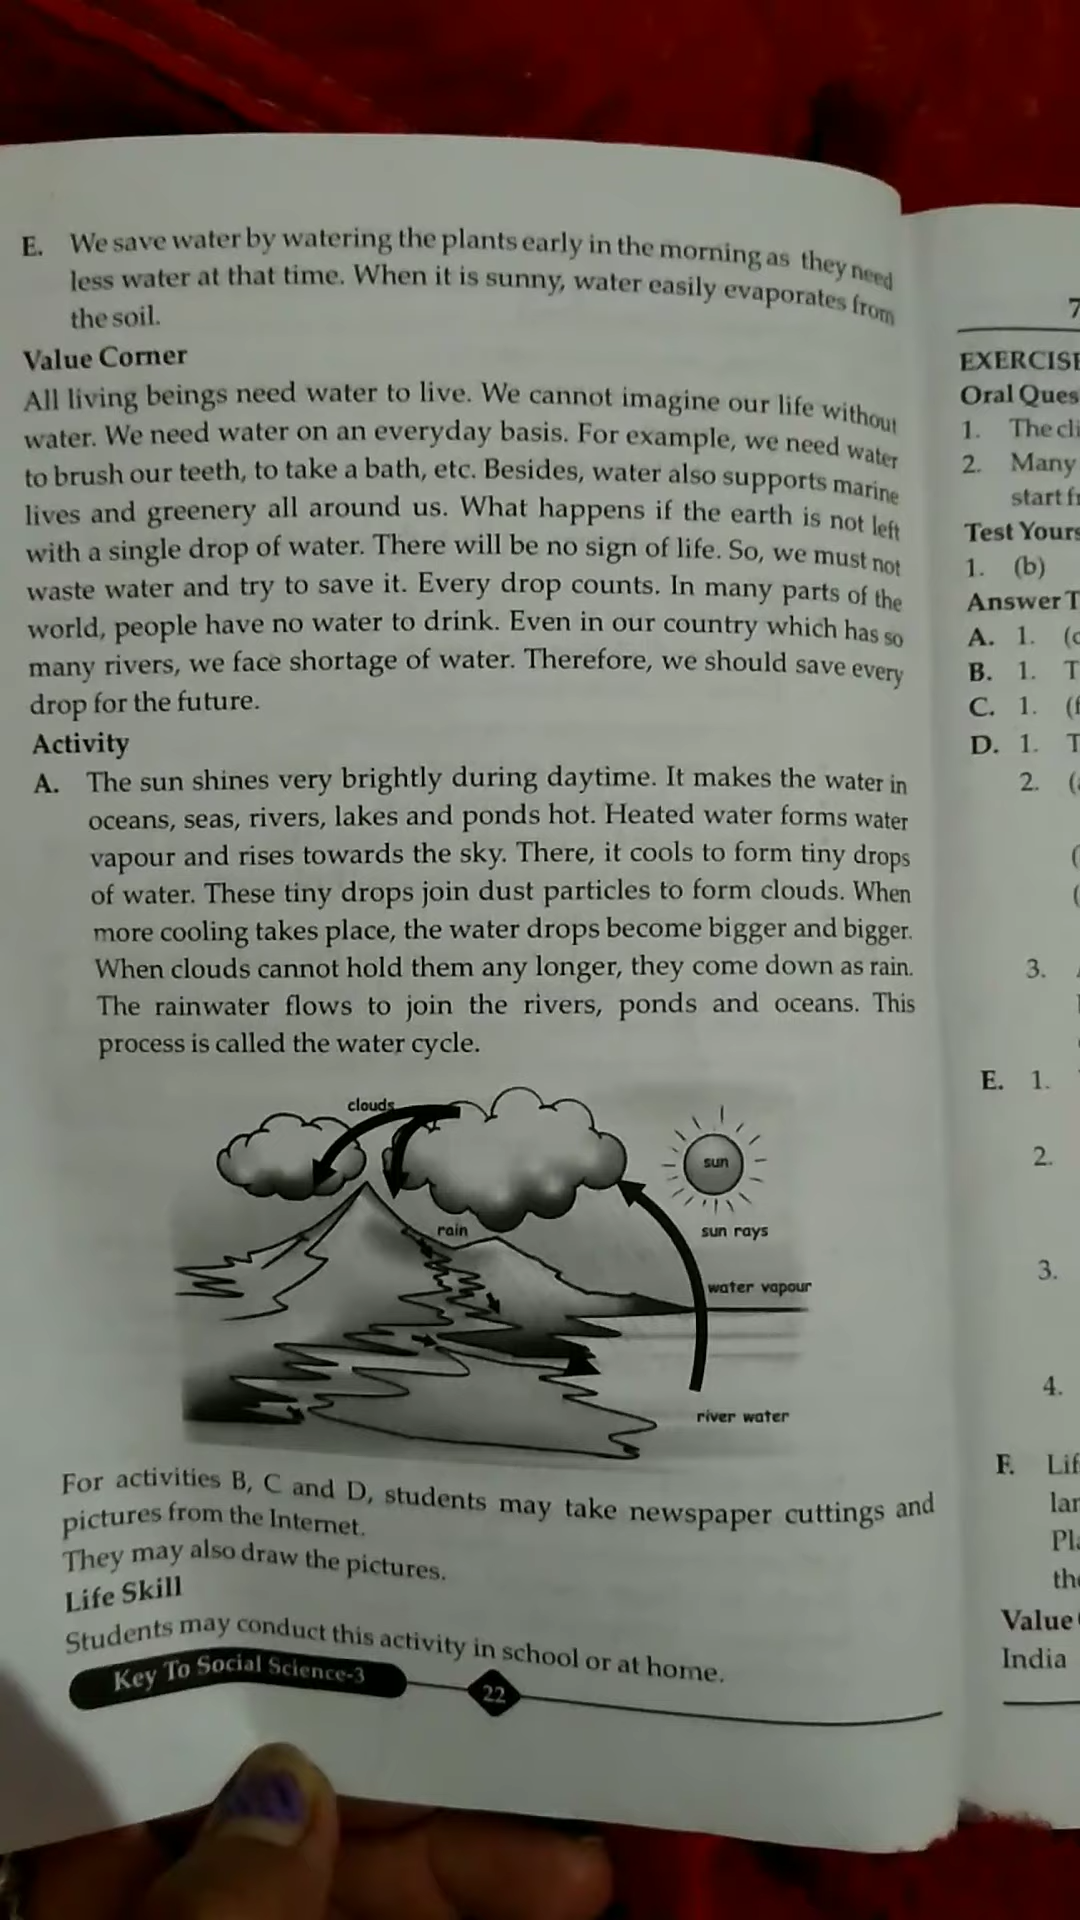 E. We save water by watering the plants early in the morning as they need
less water at that time. When it is sunny, water easily evaporates from
the soil.
Value Corner
All living beings need water to live. We cannot imagine our life without
water. We need water on an everyday basis. For example, we need water
to brush our teeth, to take a bath, etc. Besides, water also supports marine
lives and greenery all around us. What happens if the earth is not left
with a single drop of water. There will be no sign of life. So, we must not
waste water and try to save it. Every drop counts. In many parts of the
world, people have no water to drink. Even in our country which has so
many rivers, we face shortage of water. Therefore, we should save every
drop for the future.
Activity
A. The sun shines very brightly during daytime. It makes the water in
oceans, seas, rivers, lakes and ponds hot. Heated water forms water
vapour and rises towards the sky. There, it cools to form tiny drops
of water. These tiny drops join dust particles to form clouds. When
more cooling takes place, the water drops become bigger and bigger.
When clouds cannot hold them any longer, they come down as rain.
The rainwater flows to join the rivers, ponds and oceans. This
process is called the water cycle.
clouds
sun
rain
sun rays
water vapour
river water
For activities B, C and D, students may take newspaper cuttings and
pictures from the Internet.
They may also draw the pictures.
Life Skill
Students may conduct this activity in school or at home.
Key To Social Science-3
22
7
EXERCISE
Oral Ques
1. The cli
2. Many
start fr
Test Yours
1. (b)
Answer T
A. 1.
B. 1. T
C. 1. (f
D. 1. T
2.
3.
E. 1.
2.
3.
4.
F. Lif
lar
Pla
the
Value
India